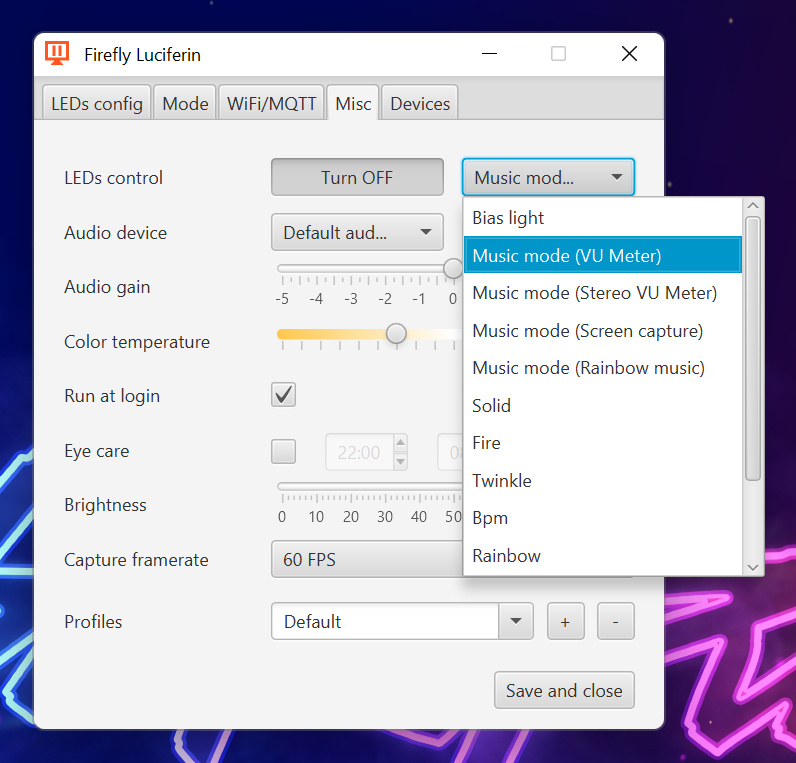 Firefly Luciferin
LEDs config Mode WiFi/MQTT Misc Devices
LEDs control Turn OFF Music mod...
Audio device Default aud...
Audio gain
-5 -4 -3 -2 -1 0
Color temperature
Run at login
Eye care 22:00
Brightness
0 10 20 30 40 50
Capture framerate 60 FPS
Profiles Default + -
Save and close
Bias light
Music mode (VU Meter)
Music mode (Stereo VU Meter)
Music mode (Screen capture)
Music mode (Rainbow music)
Solid
Fire
Twinkle
Bpm
Rainbow